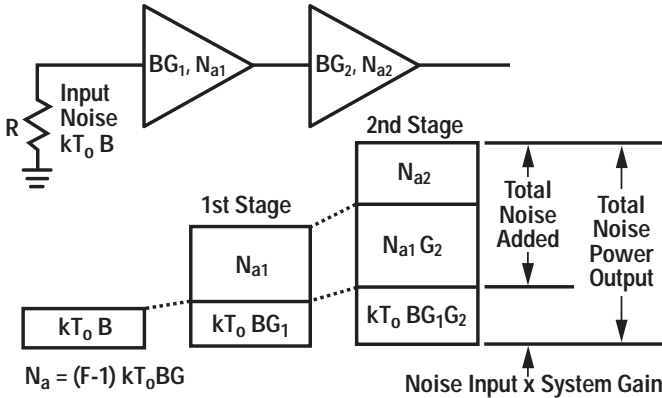 BG₁, Nₐ₁
BG₂, Nₐ₂
R
Input
Noise
kTₒ B
2nd Stage
1st Stage
Nₐ₂
Nₐ₁
Nₐ₁ G₂
kTₒ B
kTₒ BG₁
kTₒ BG₁G₂
Total
Noise
Added
Total
Noise
Power
Output
Nₐ = (F-1) kTₒBG
Noise Input x System Gain